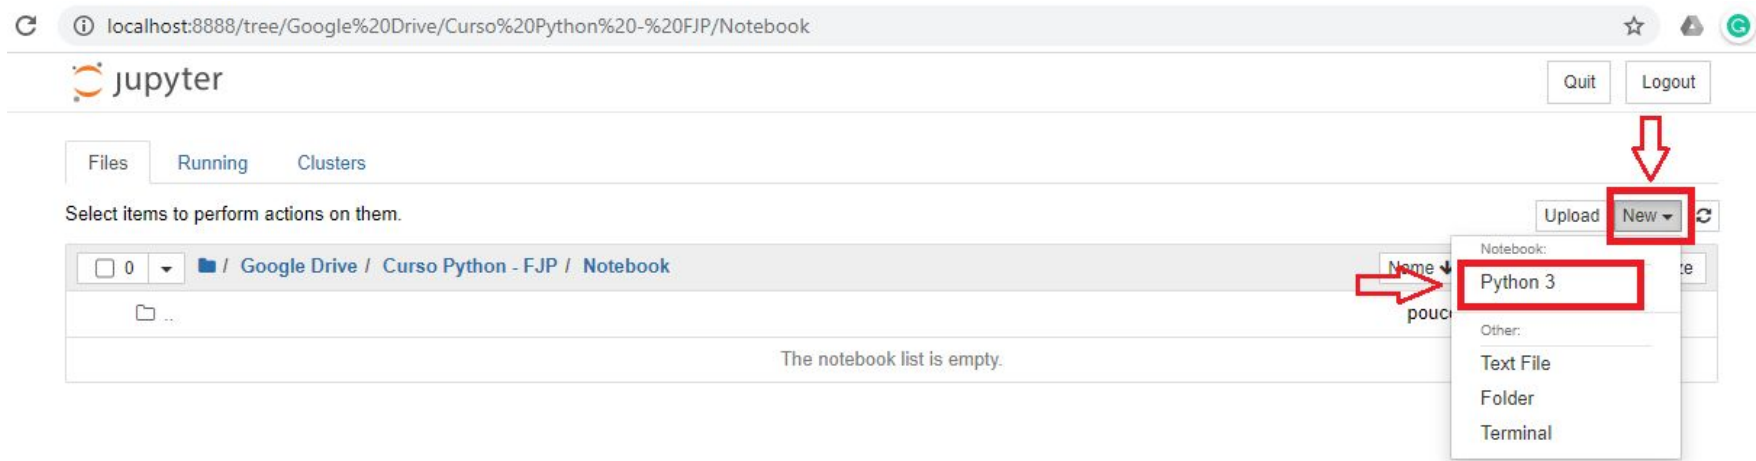 localhost:8888/tree/Google%20Drive/Curso%20Python%20-%20FJP/Notebook
G
jupyter
Quit Logout
Files Running Clusters
Select items to perform actions on them.
Upload New
0 / Google Drive / Curso Python - FJP / Notebook
Name
..
The notebook list is empty.
Notebook:
Python 3
Other:
Text File
Folder
Terminal